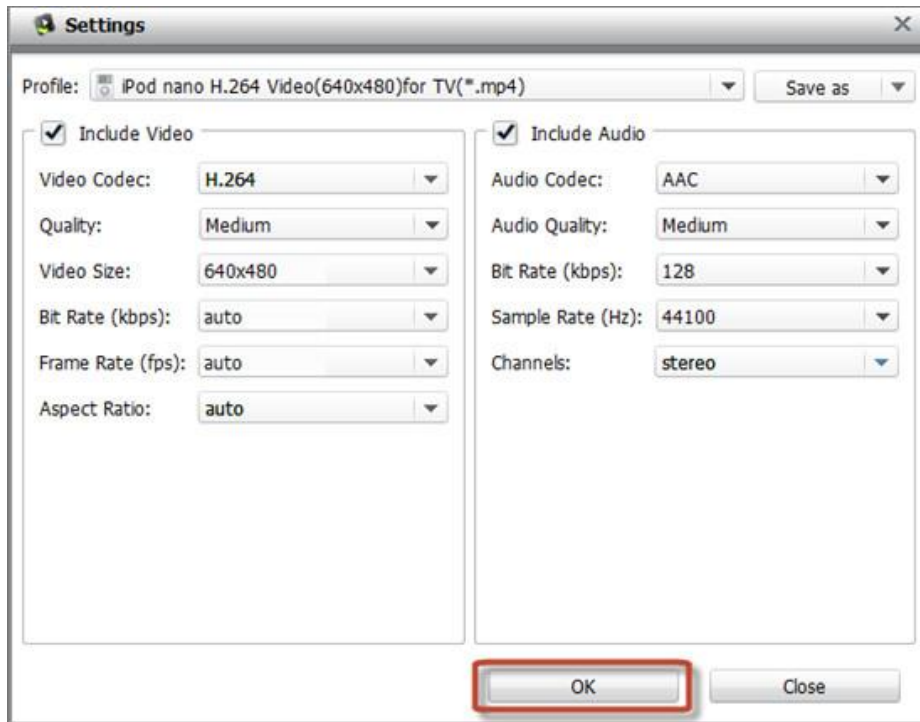 Settings
Profile: iPod nano H.264 Video(640x480)for TV(*.mp4) Save as
Include Video
Video Codec: H.264
Quality: Medium
Video Size: 640x480
Bit Rate (kbps): auto
Frame Rate (fps): auto
Aspect Ratio: auto
Include Audio
Audio Codec: AAC
Audio Quality: Medium
Bit Rate (kbps): 128
Sample Rate (Hz): 44100
Channels: stereo
OK Close